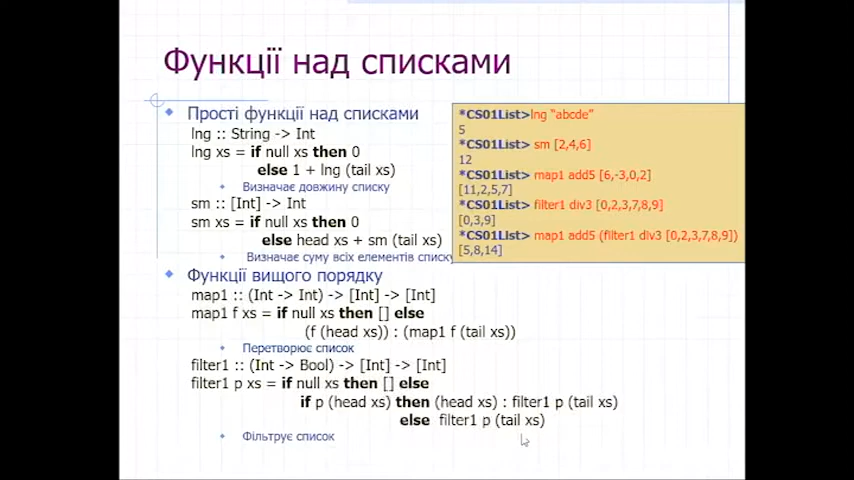 Функції над списками
Прості функції над списками
lng :: String -> Int
lng xs = if null xs then 0
else 1 + lng (tail xs)
Визначає довжину списку
sm :: [Int] -> Int
sm xs = if null xs then 0
else head xs + sm (tail xs)
Визначає суму всіх елементів списку
*CS01List>lng “abcde”
5
*CS01List> sm [2,4,6]
12
*CS01List> map1 add5 [6,-3,0,2]
[11,2,5,7]
*CS01List> filter1 div3 [0,2,3,7,8,9]
[0,3,9]
*CS01List> map1 add5 (filter1 div3 [0,2,3,7,8,9])
[5,8,14]
Функції вищого порядку
map1 :: (Int -> Int) -> [Int] -> [Int]
map1 f xs = if null xs then [] else
(f (head xs)) : (map1 f (tail xs))
Перетворює список
filter1 :: (Int -> Bool) -> [Int] -> [Int]
filter1 p xs = if null xs then [] else
if p (head xs) then (head xs) : filter1 p (tail xs)
else filter1 p (tail xs)
Фільтрує список